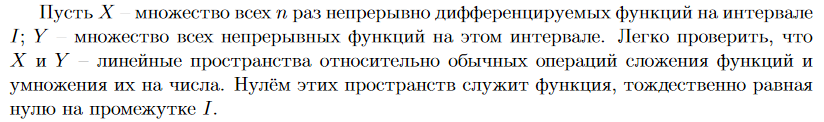 Пусть X – множество всех n раз непрерывно дифференцируемых функций на интервале
I; Y – множество всех непрерывных функций на этом интервале. Легко проверить, что
X и Y – линейные пространства относительно обычных операций сложения функций и
умножения их на числа. Нулём этих пространств служит функция, тождественно равная
нулю на промежутке I.